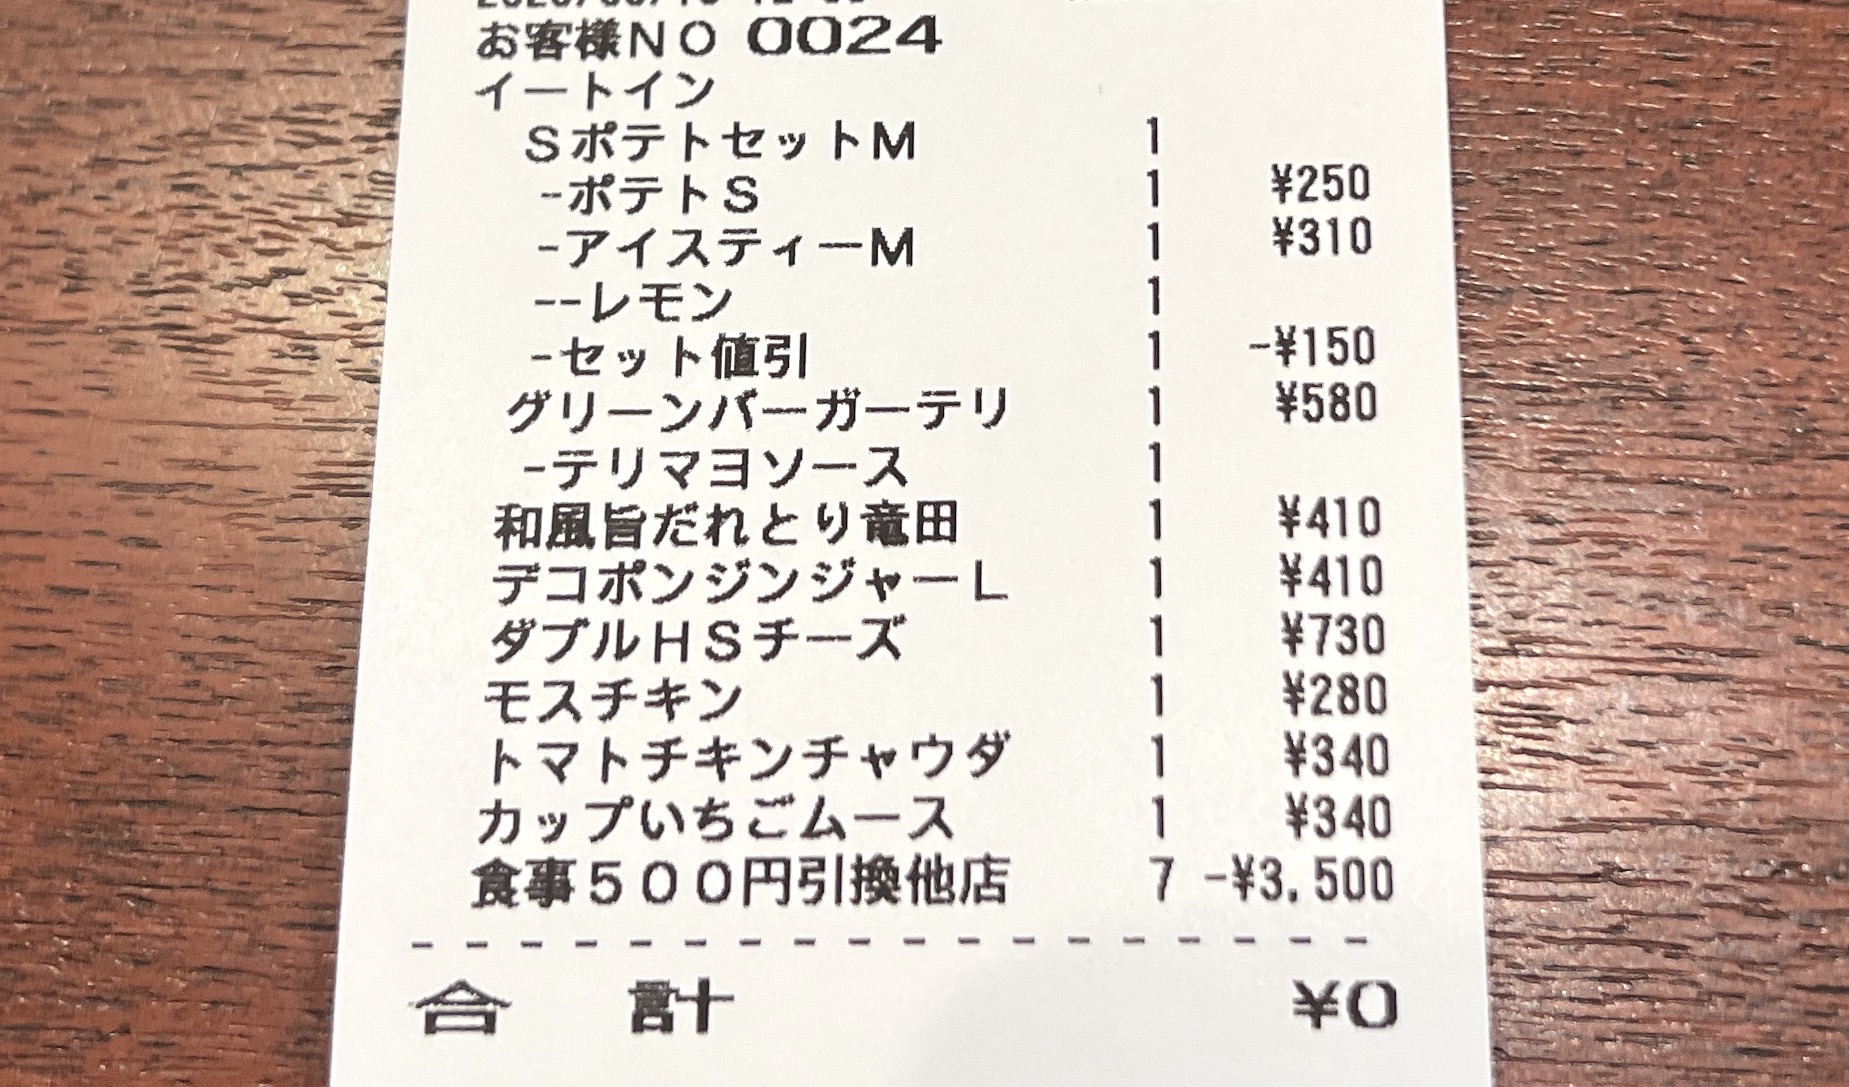 お客様NO 0024
イートイン
SポテトセットM 1
-ポテトS 1 ¥250
-アイスティーM 1 ¥310
--レモン 1
-セット値引 1 -¥150
グリーンバーガーテリ 1 ¥580
-テリマヨソース 1
和風旨だれとり竜田 1 ¥410
デコポンジンジャーL 1 ¥410
ダブルHSチーズ 1 ¥730
モスチキン 1 ¥280
トマトチキンチャウダ 1 ¥340
カップいちごムース 1 ¥340
食事500円引換他店 7 -¥3,500
合 計 ¥0